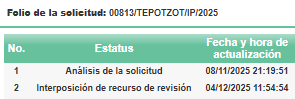 Folio de la solicitud: 00813/TEPOTZOT/IP/2025
No. Estatus Fecha y hora de actualización
1 Análisis de la solicitud 08/11/2025 21:19:51
2 Interposición de recurso de revisión 04/12/2025 11:54:54